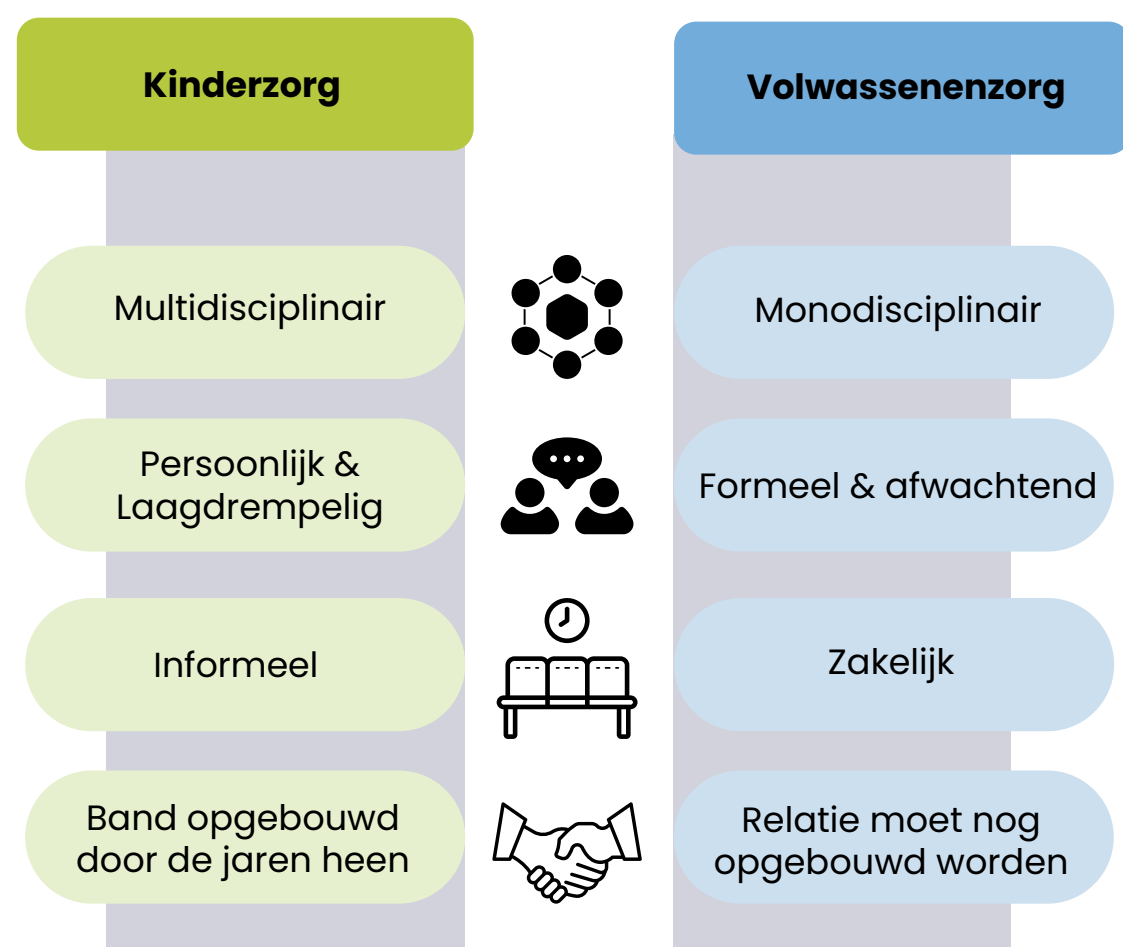 Kinderzorg
Volwassenenzorg
Multidisciplinair
Monodisciplinair
Persoonlijk &
Laagdrempelig
Formeel & afwachtend
Informeel
Zakelijk
Band opgebouwd
door de jaren heen
Relatie moet nog
opgebouwd worden